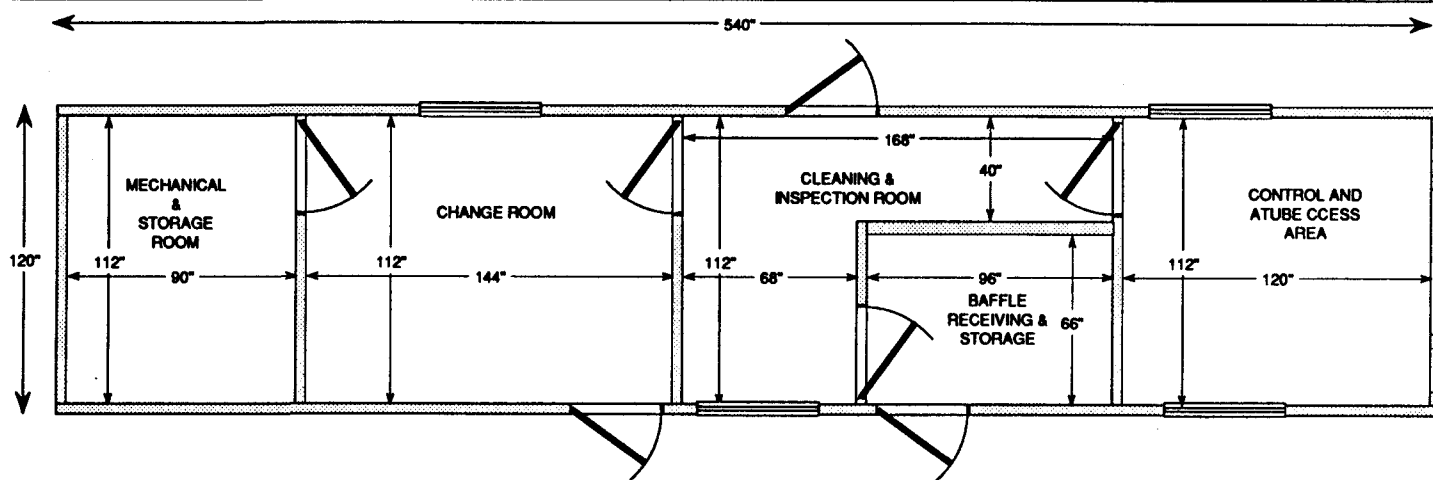 540"
120"
MECHANICAL
&
STORAGE
ROOM
112"
90"
CHANGE ROOM
112"
144"
168"
40"
CLEANING &
INSPECTION ROOM
112"
68"
96"
BAFFLE
RECEIVING &
STORAGE
66"
CONTROL AND
ATUBE CCESS
AREA
112"
120"